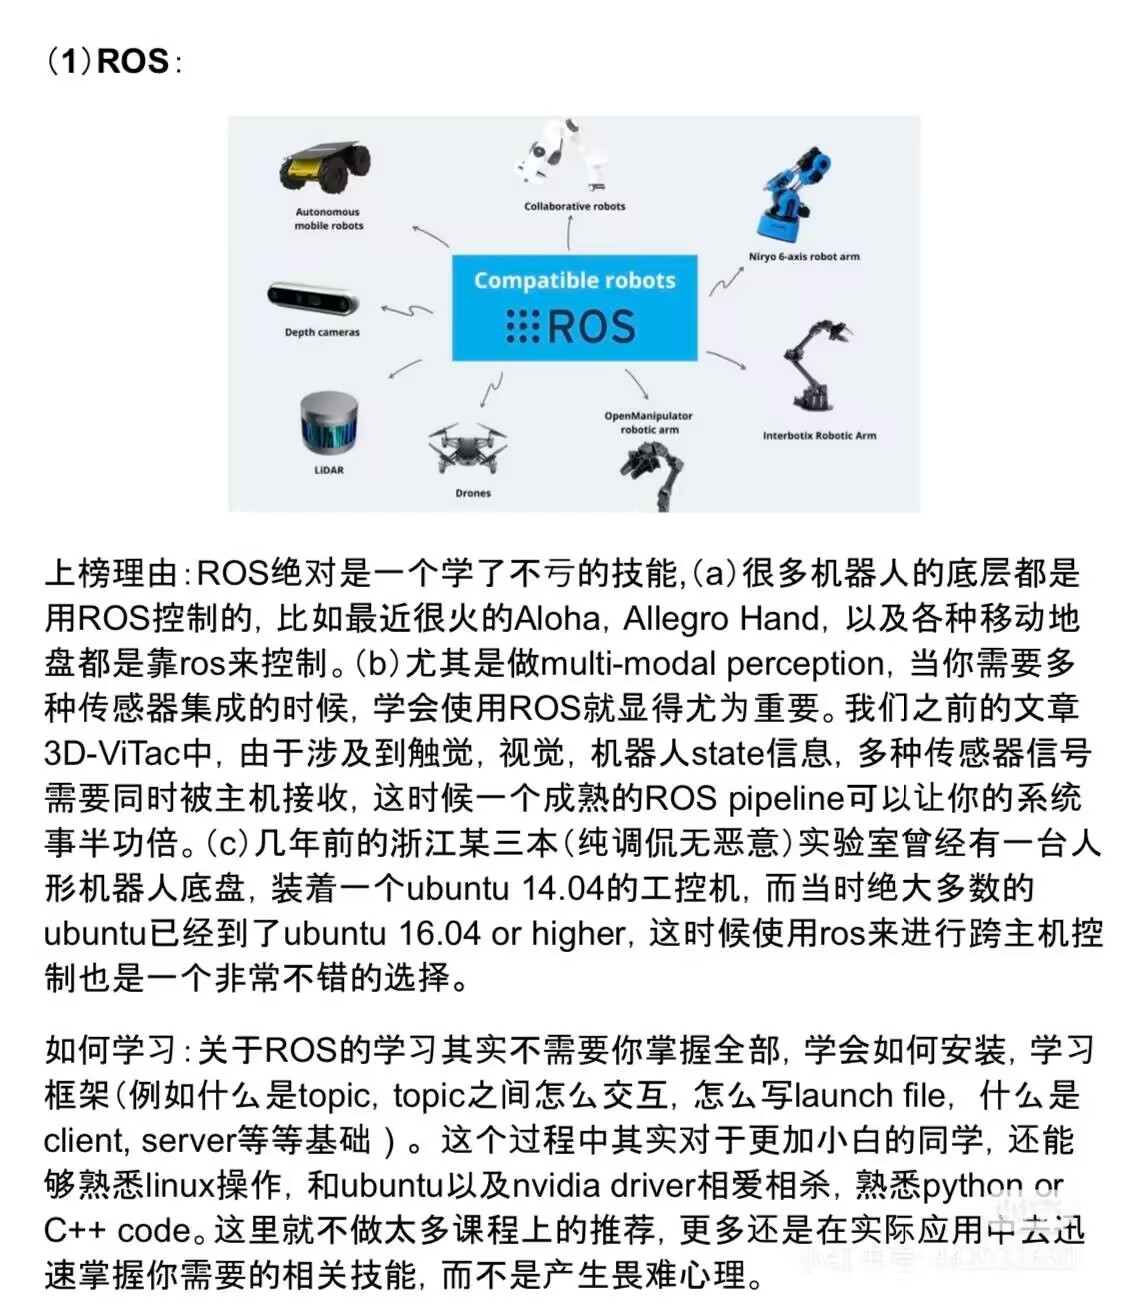 （1）ROS：
Autonomous
mobile robots
Collaborative robots
Niryo 6-axis robot arm
Compatible robots
ROS
Depth cameras
LiDAR
Drones
OpenManipulator
robotic arm
Interbotix Robotic Arm
上榜理由：ROS绝对是一个学了不亏的技能，（a）很多机器人的底层都是
用ROS控制的，比如最近很火的Aloha，Allegro Hand，以及各种移动地
盘都是靠ros来控制。（b）尤其是做multi-modal perception，当你需要多
种传感器集成的时候，学会使用ROS就显得尤为重要。我们之前的文章
3D-ViTac中，由于涉及到触觉，视觉，机器人state信息，多种传感器信号
需要同时被主机接收，这时候一个成熟的ROS pipeline可以让你的系统
事半功倍。（c）几年前的浙江某三本（纯调侃无恶意）实验室曾经有一台人
形机器人底盘，装着一个ubuntu 14.04的工控机，而当时绝大多数的
ubuntu已经到了ubuntu 16.04 or higher，这时候使用ros来进行跨主机控
制也是一个非常不错的选择。
如何学习：关于ROS的学习其实不需要你掌握全部，学会如何安装，学习
框架（例如什么是topic，topic之间怎么交互，怎么写launch file， 什么是
client, server等等基础 ) 。这个过程中其实对于更加小白的同学，还能
够熟悉linux操作，和ubuntu以及nvidia driver相爱相杀，熟悉python or
C++ code。这里就不做太多课程上的推荐，更多还是在实际应用中去迅
速掌握你需要的相关技能，而不是产生畏难心理。